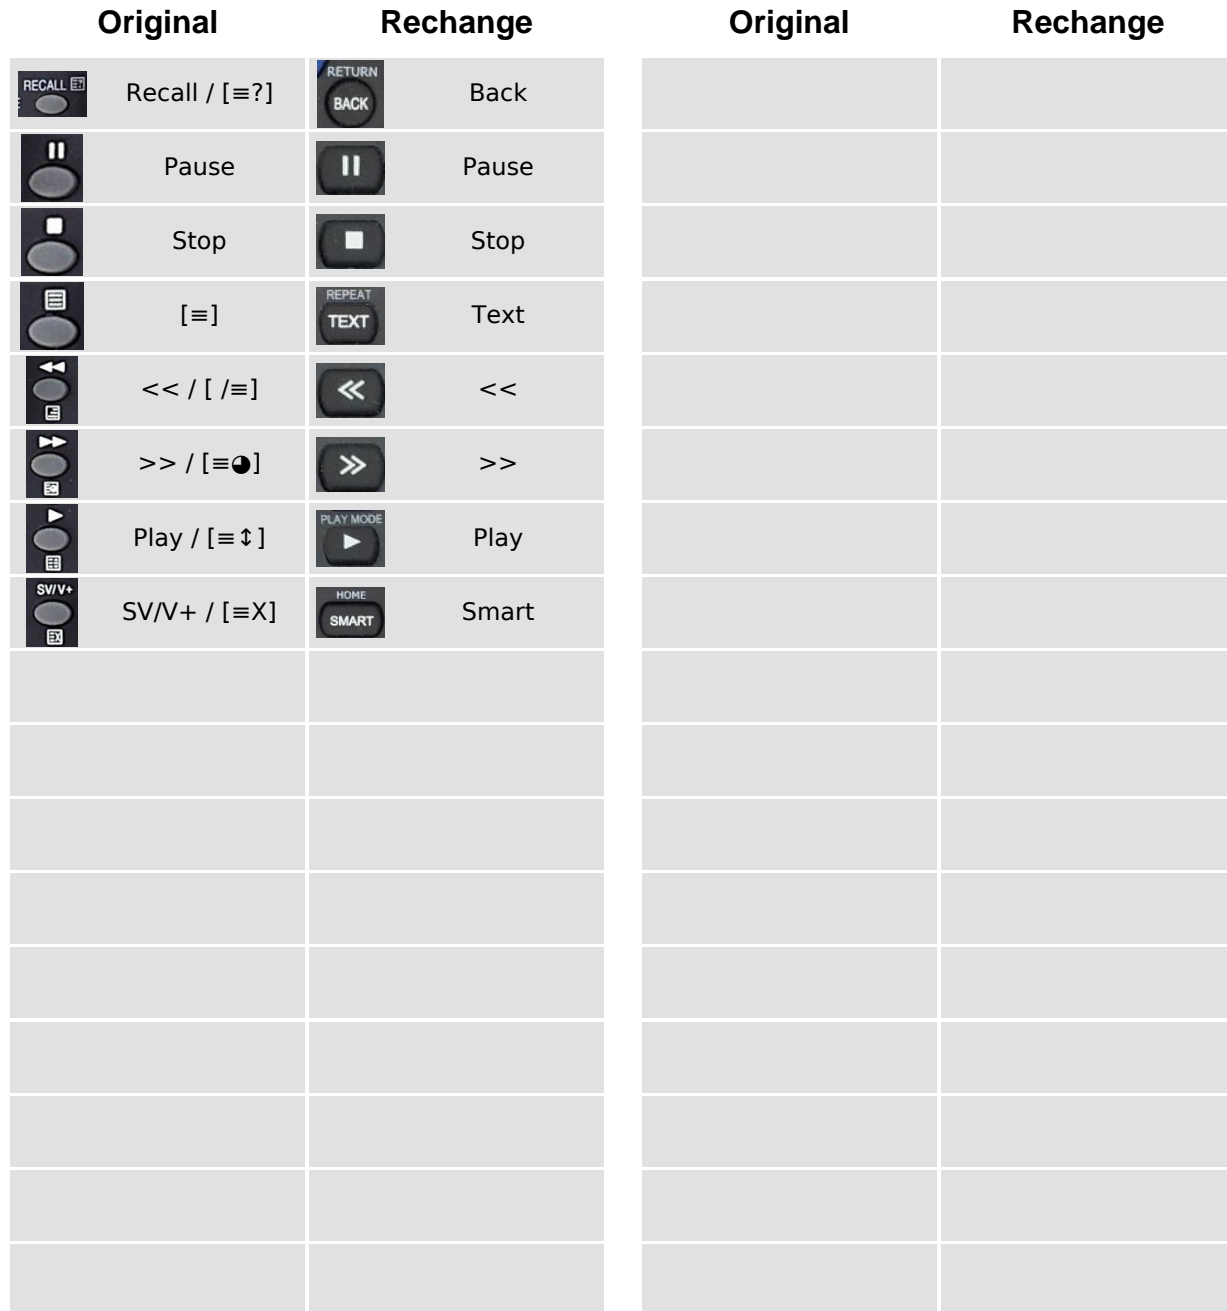 Original Rechange Original Rechange
RECALL Recall / [≡?] RETURN BACK Back
Pause Pause
Stop Stop
[≡] REPEAT TEXT Text
<< / [ /≡] <<
>> / [≡◕] >>
Play / [≡↕] PLAY MODE Play
SV/V+ SV/V+ / [≡X] HOME SMART Smart